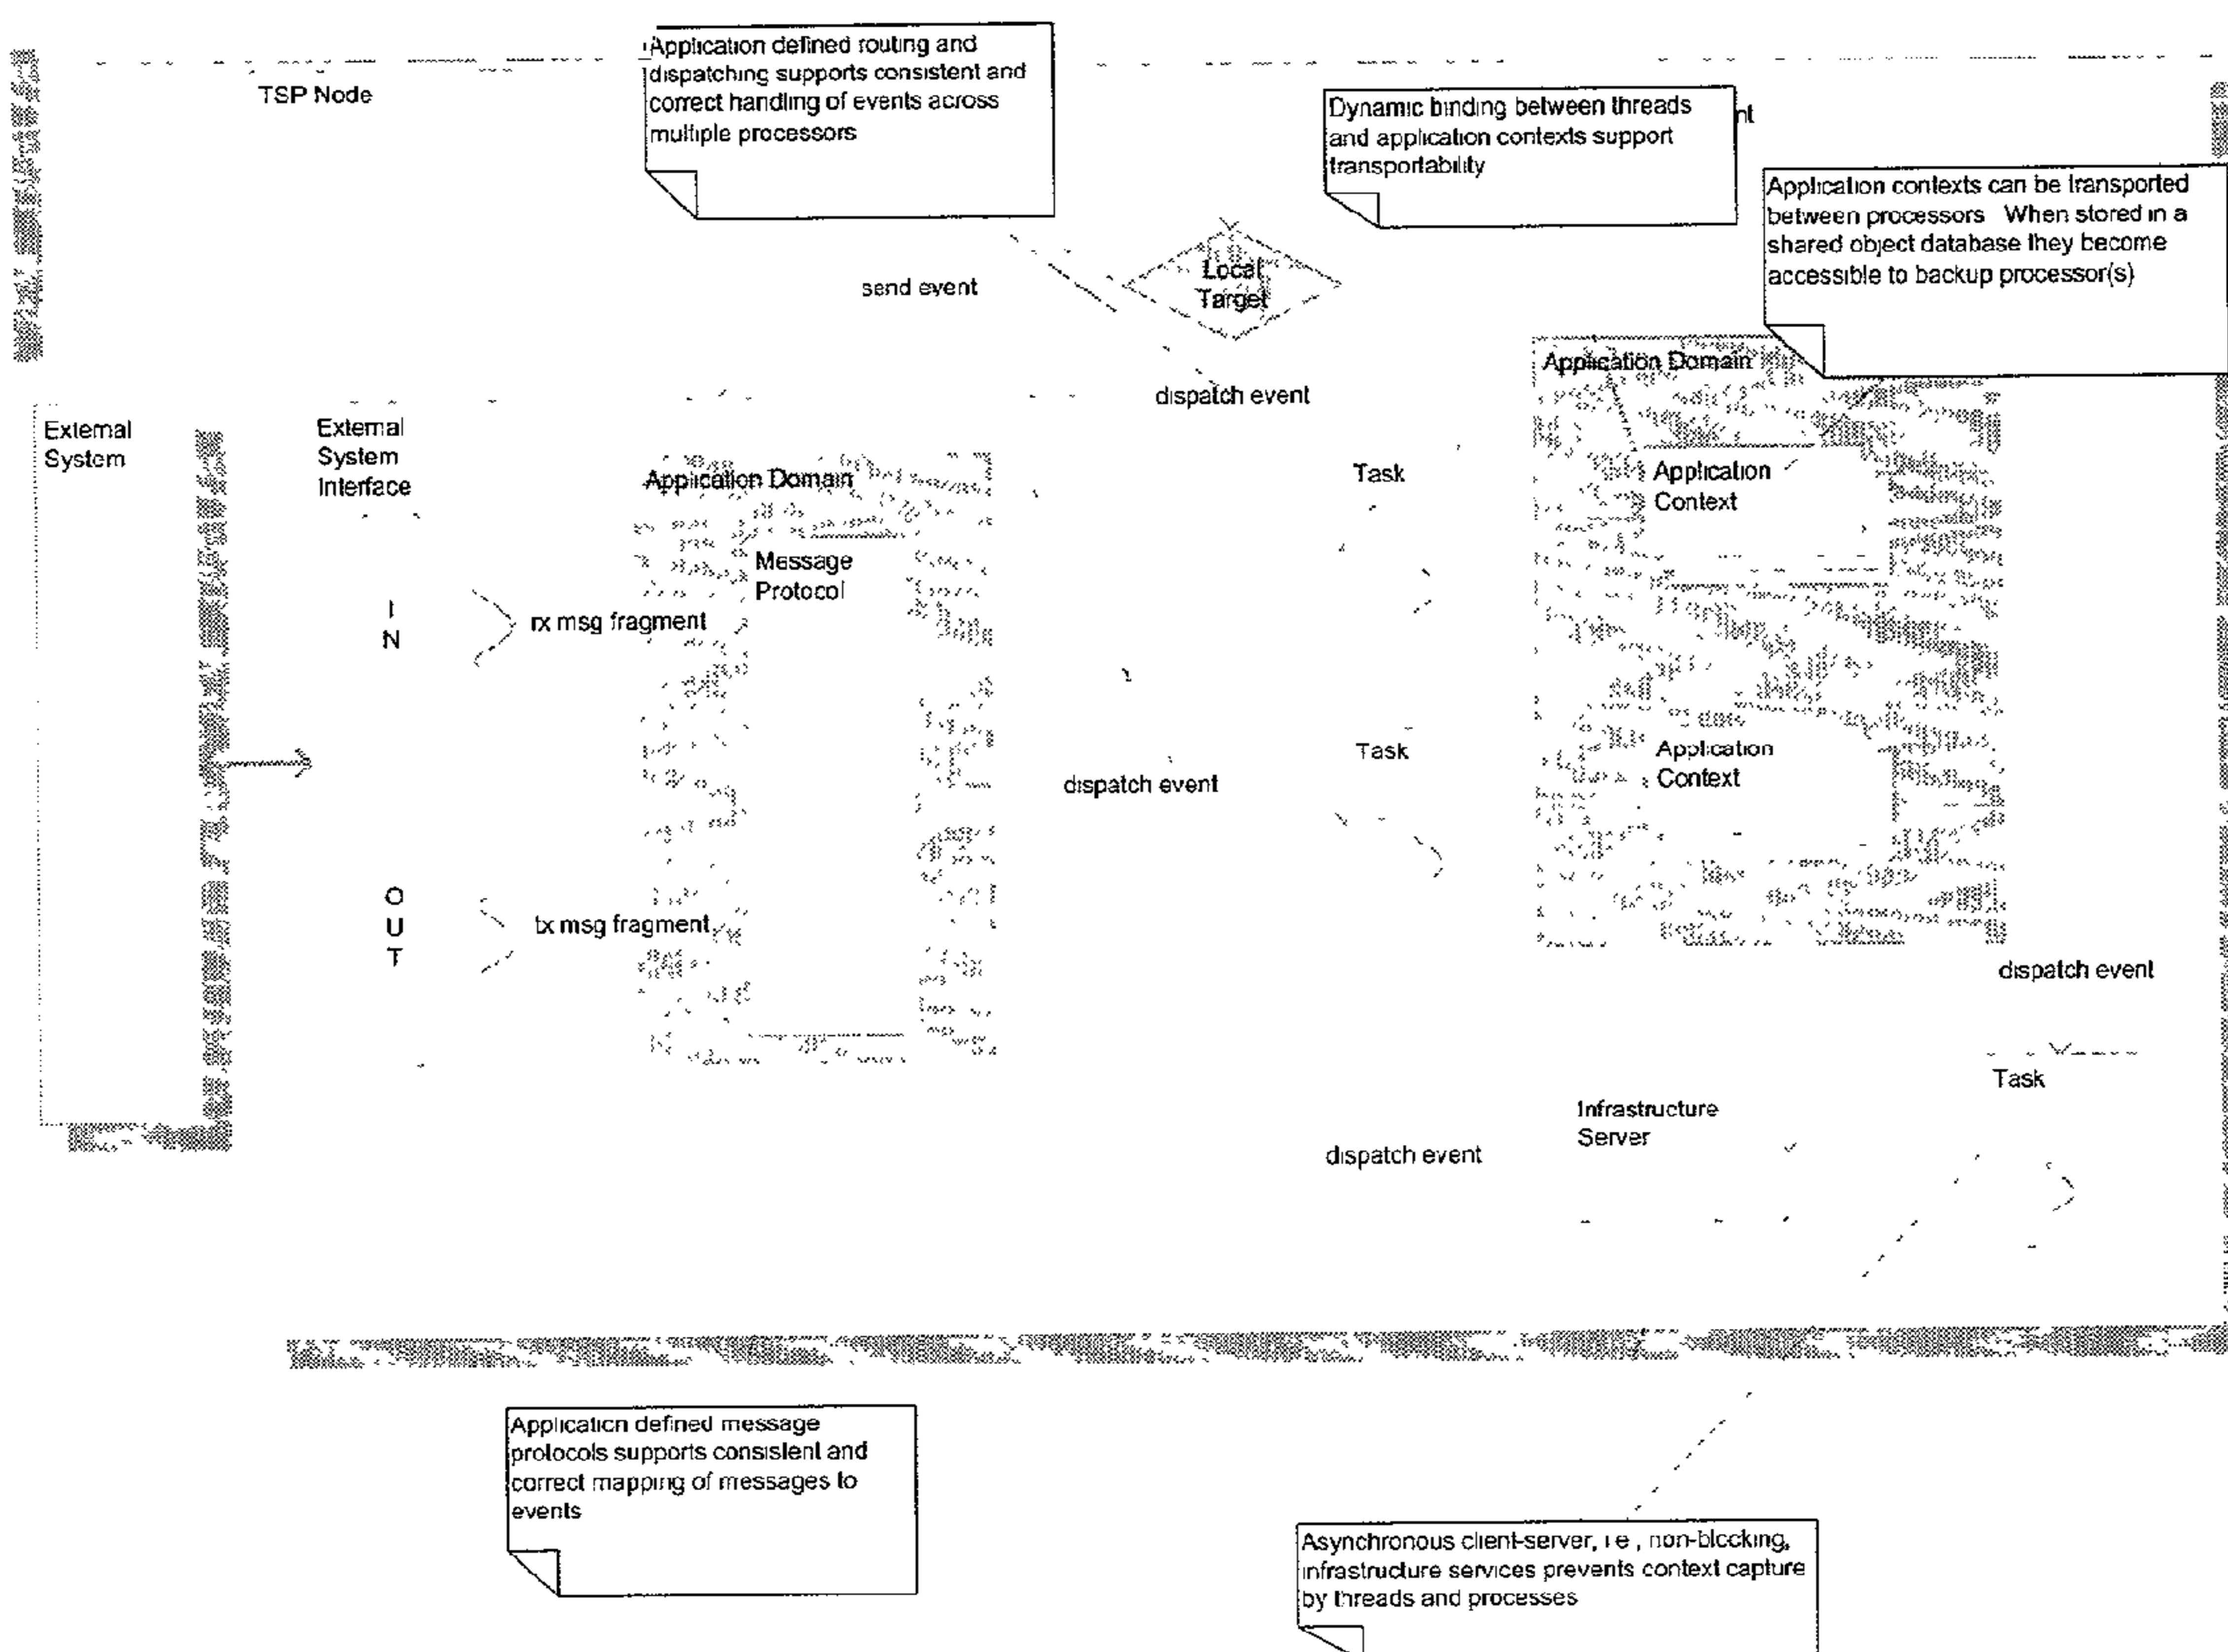 Application defined routing and
dispatching supports consistent and
correct handling of events across
multiple processors
TSP Node
Dynamic binding between threads
and application contexts support
transportability
nt
Application contexts can be transported
between processors When stored in a
shared object database they become
accessible to backup processor(s)
send event
Local
Target
dispatch event
Application Domain
External
System
External
System
Interface
Application Domain
Task
Application
Context
Message
Protocol
I
N
rx msg fragment
Task
Application
Context
dispatch event
O
U
T
tx msg fragment
dispatch event
Task
Infrastructure
Server
dispatch event
Application defined message
protocols supports consistent and
correct mapping of messages to
events
Asynchronous client-server, i e , non-blocking,
infrastructure services prevents context capture
by threads and processes